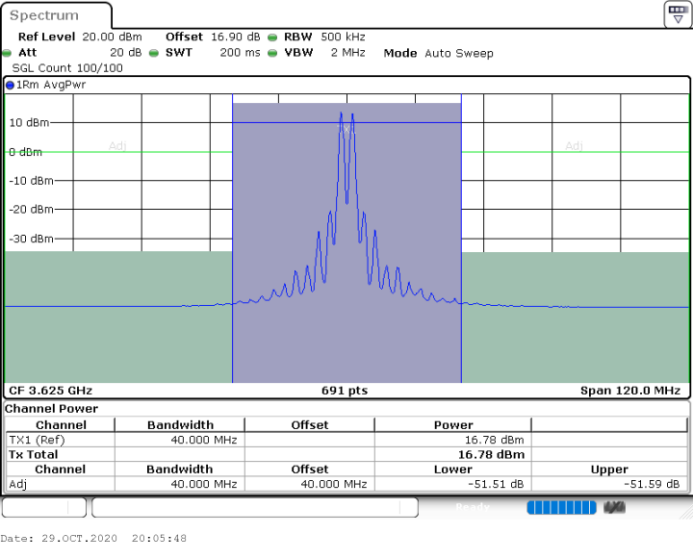 Spectrum
Ref Level 20.00 dBm Offset 16.90 dB RBW 500 kHz
Att 20 dB SWT 200 ms VBW 2 MHz Mode Auto Sweep
SGL Count 100/100
1Rm AvgPwr
10 dBm
Adj Adj
0 dBm
-10 dBm
-20 dBm
-30 dBm
CF 3.625 GHz 691 pts Span 120.0 MHz
Channel Power
Channel Bandwidth Offset Power
TX1 (Ref) 40.000 MHz 16.78 dBm
Tx Total 16.78 dBm
Channel Bandwidth Offset Lower Upper
Adj 40.000 MHz 40.000 MHz -51.51 dB -51.59 dB
Ready
Date: 29.OCT.2020 20:05:48